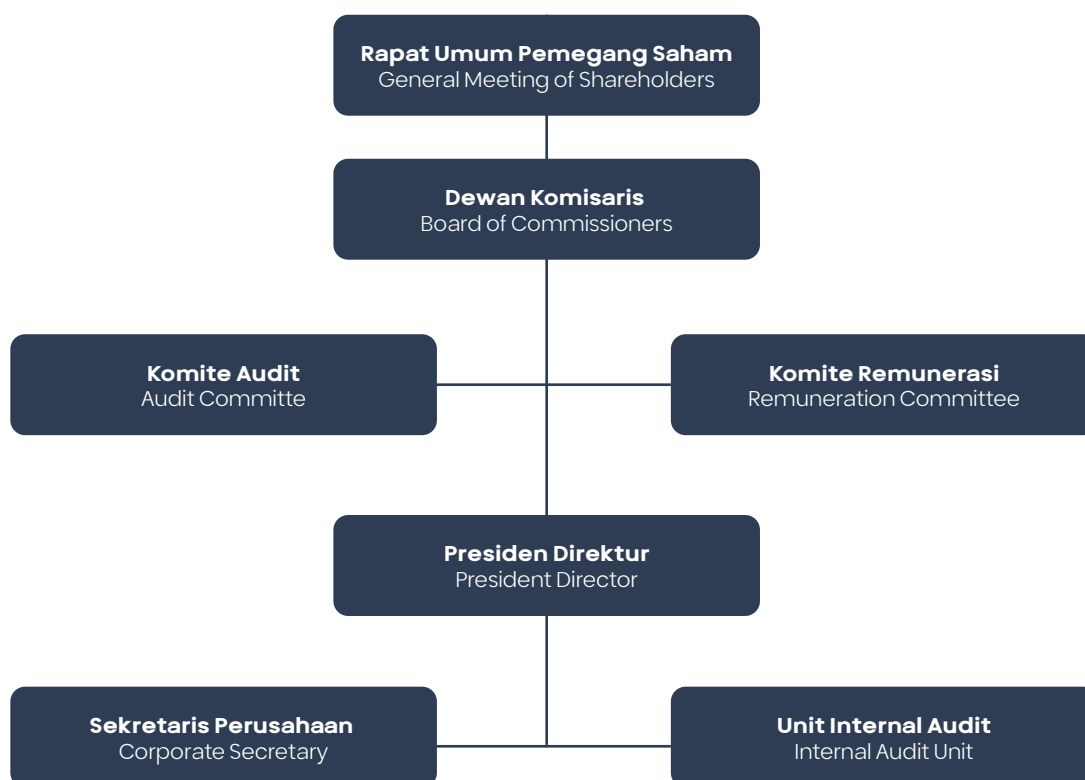 Rapat Umum Pemegang Saham
General Meeting of Shareholders
Dewan Komisaris
Board of Commissioners
Komite Audit
Audit Committe
Komite Remunerasi
Remuneration Committee
Presiden Direktur
President Director
Sekretaris Perusahaan
Corporate Secretary
Unit Internal Audit
Internal Audit Unit